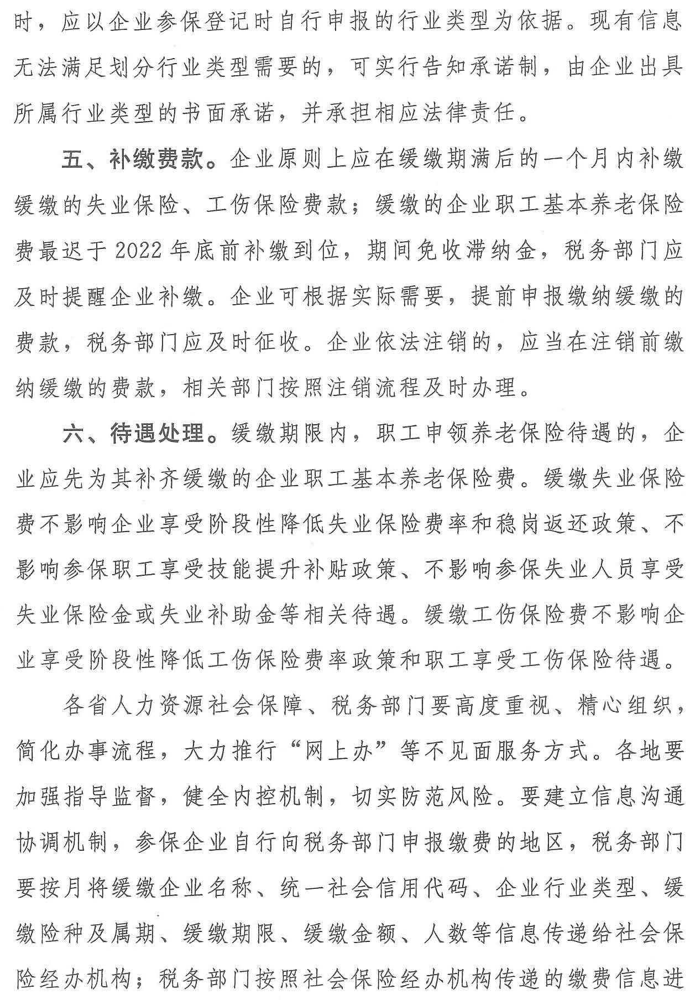 时，应以企业参保登记时自行申报的行业类型为依据。现有信息
无法满足划分行业类型需要的，可实行告知承诺制，由企业出具
所属行业类型的书面承诺，并承担相应法律责任。
五、补缴费款。企业原则上应在缓缴期满后的一个月内补缴
缓缴的失业保险、工伤保险费款；缓缴的企业职工基本养老保险
费最迟于 2022 年底前补缴到位，期间免收滞纳金，税务部门应
及时提醒企业补缴。企业可根据实际需要，提前申报缴纳缓缴的
费款，税务部门应及时征收。企业依法注销的，应当在注销前缴
纳缓缴的费款，相关部门按照注销流程及时办理。
六、待遇处理。缓缴期限内，职工申领养老保险待遇的，企
业应先为其补齐缓缴的企业职工基本养老保险费。缓缴失业保险
费不影响企业享受阶段性降低失业保险费率和稳岗返还政策、不
影响参保职工享受技能提升补贴政策、不影响参保失业人员享受
失业保险金或失业补助金等相关待遇。缓缴工伤保险费不影响企
业享受阶段性降低工伤保险费率政策和职工享受工伤保险待遇。
各省人力资源社会保障、税务部门要高度重视、精心组织，
简化办事流程，大力推行“网上办”等不见面服务方式。各地要
加强指导监督，健全内控机制，切实防范风险。要建立信息沟通
协调机制，参保企业自行向税务部门申报缴费的地区，税务部门
要按月将缓缴企业名称、统一社会信用代码、企业行业类型、缓
缴险种及属期、缓缴期限、缓缴金额、人数等信息传递给社会保
险经办机构；税务部门按照社会保险经办机构传递的缴费信息进